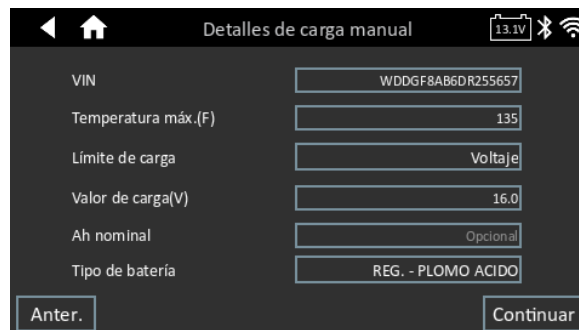 Detalles de carga manual 13.1V
VIN WDDGF8AB6DR255657
Temperatura máx.(F) 135
Límite de carga Voltaje
Valor de carga(V) 16.0
Ah nominal Opcional
Tipo de batería REG. - PLOMO ACIDO
Anter. Continuar